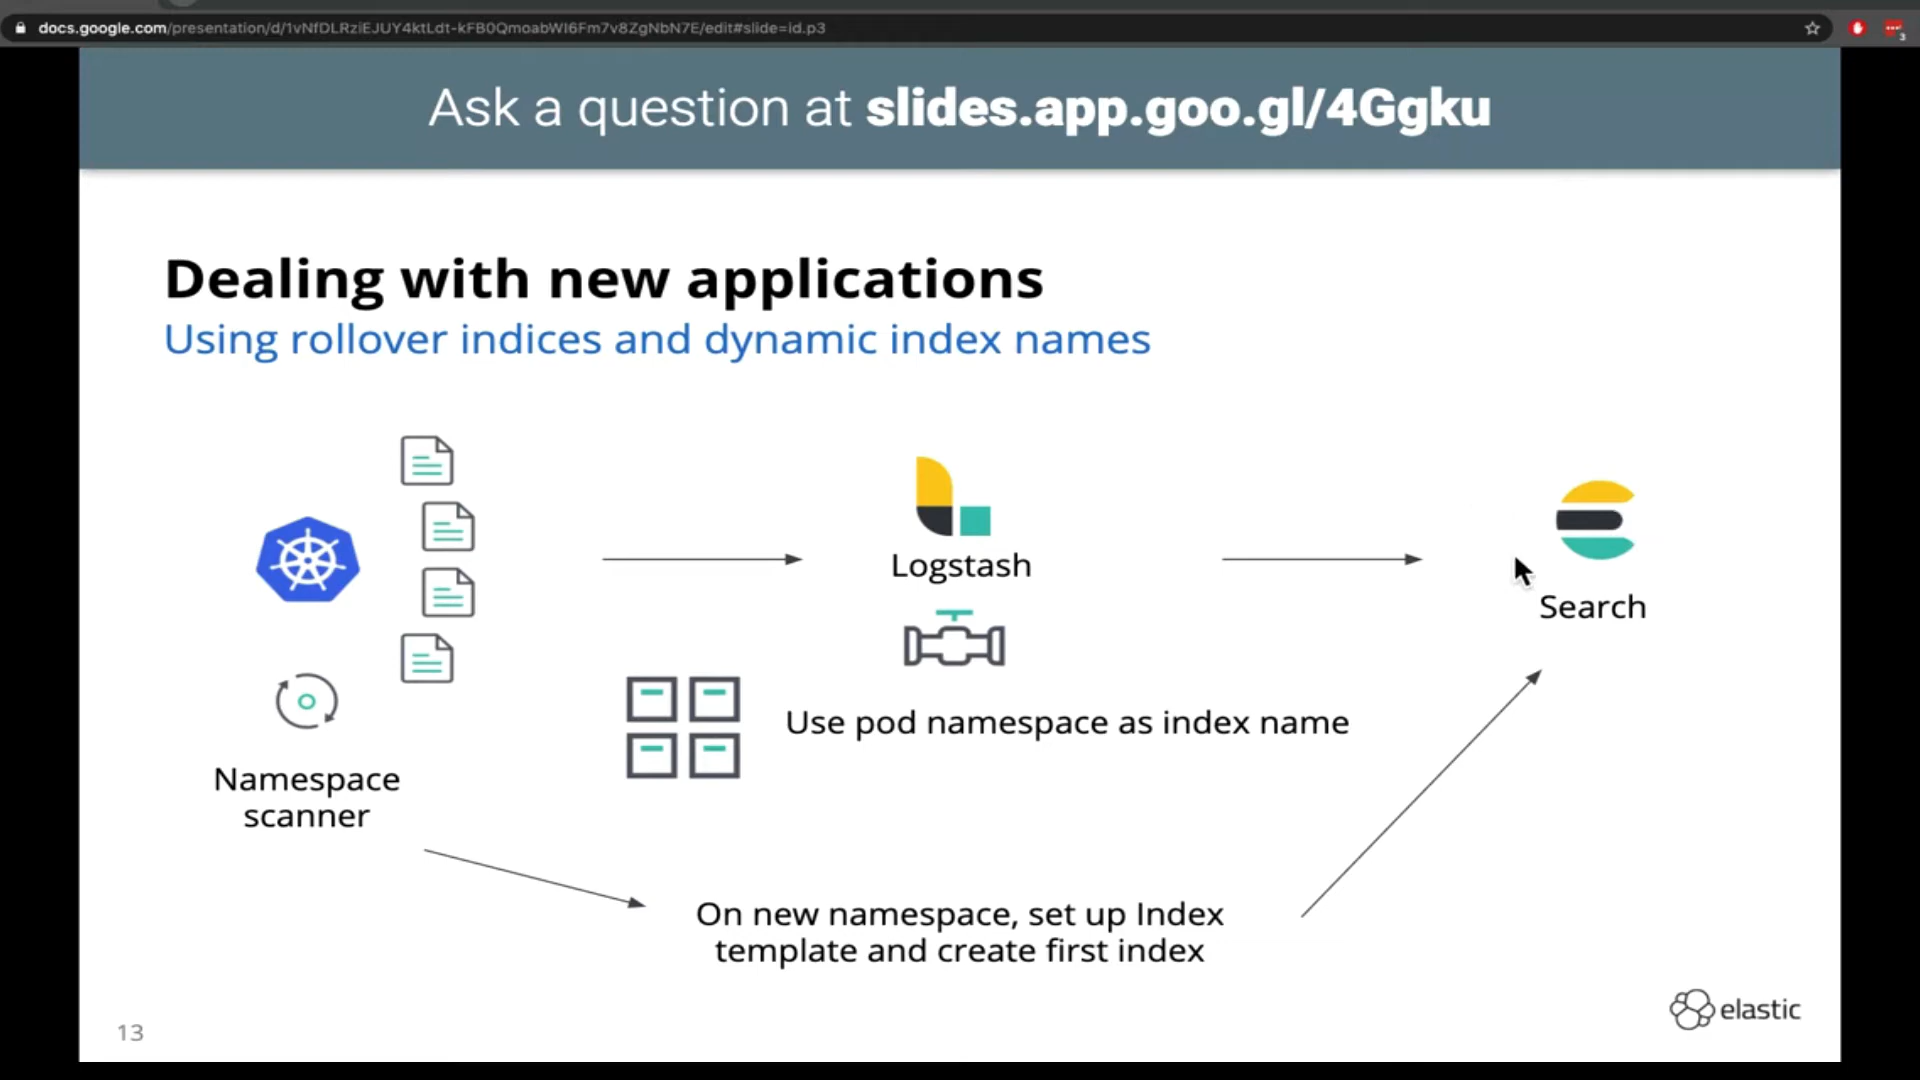 docs.google.com/presentation/d/1vNfDLRziEJUY4ktLdt-kFB0QmoabWI6Fm7v8ZgNbN7E/edit#slide=id.p3
3
Ask a question at slides.app.goo.gl/4Ggku
Dealing with new applications
Using rollover indices and dynamic index names
Logstash
Search
Use pod namespace as index name
Namespace
scanner
On new namespace, set up Index
template and create first index
elastic
13